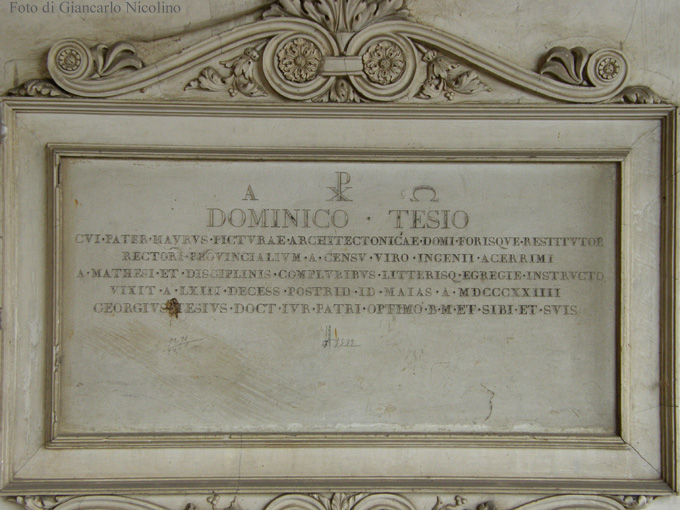 Foto di Giancarlo Nicolino
A ☧ Ω
DOMINICO · TESIO
CVI·PATER·MAVRVS·PICTVRAE·ARCHITECTONICAE·DOMI·FORISQVE·RESTITVTOR
RECTORI·PROVINCIALIVM·A·CENSV·VIRO·INGENII·ACERRIMI
A·MATHESI·ET·DISCIPLINIS·COMPLVRIBVS·LITTERISQ·EGREGIE·INSTRVCTO
VIXIT·A·LXIII·DECESS·POSTRID·ID·MAIAS·A·MDCCCXXIIII
GEORGIVS·TESIVS·DOCT·IVR·PATRI·OPTIMO·B·M·ET·SIBI·ET·SVIS